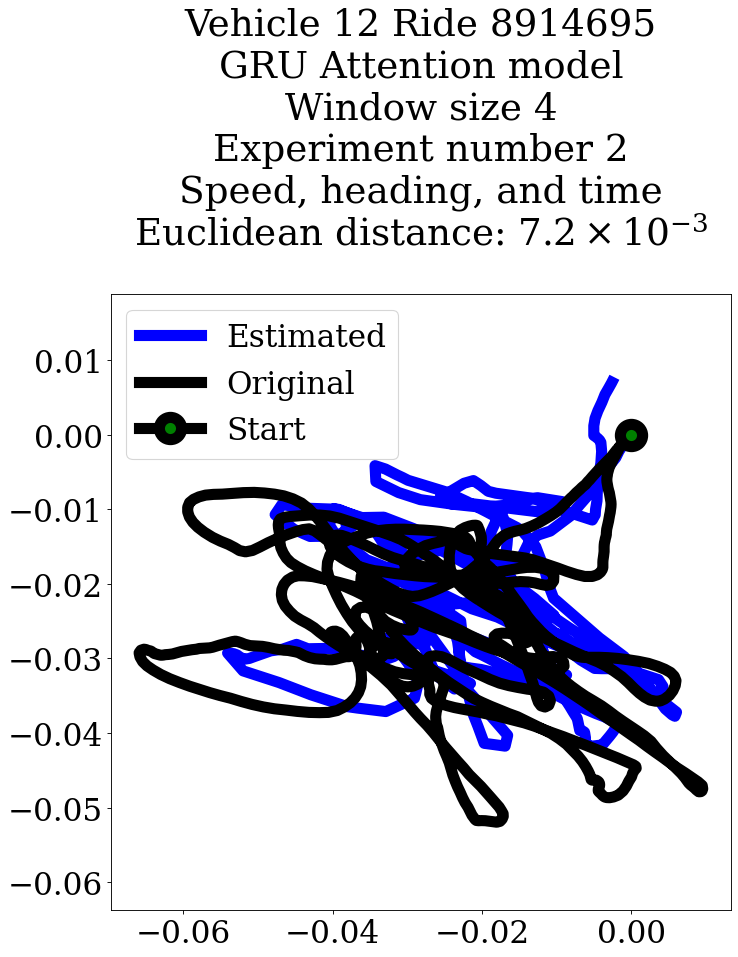 Vehicle 12 Ride 8914695
GRU Attention model
Window size 4
Experiment number 2
Speed, heading, and time
Euclidean distance: 7.2 × 10⁻³
Estimated
Original
Start
0.01
0.00
−0.01
−0.02
−0.03
−0.04
−0.05
−0.06
−0.06 −0.04 −0.02 0.00